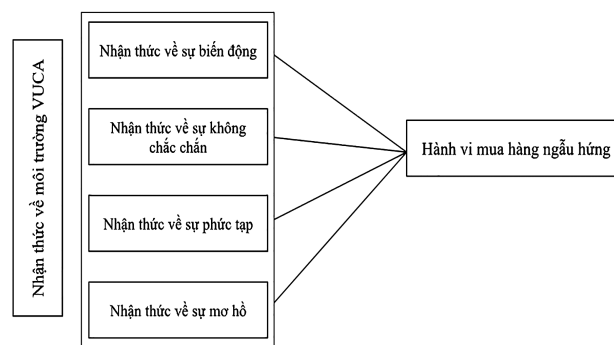 Nhận thức về môi trường VUCA
Nhận thức về sự biến động
Nhận thức về sự không
chắc chắn
Nhận thức về sự phức tạp
Nhận thức về sự mơ hồ
Hành vi mua hàng ngẫu hứng